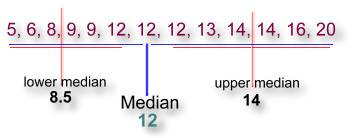 5, 6, 8, 9, 9, 12, 12, 12, 13, 14, 14, 16, 20
lower median
8.5
upper median
14
Median
12